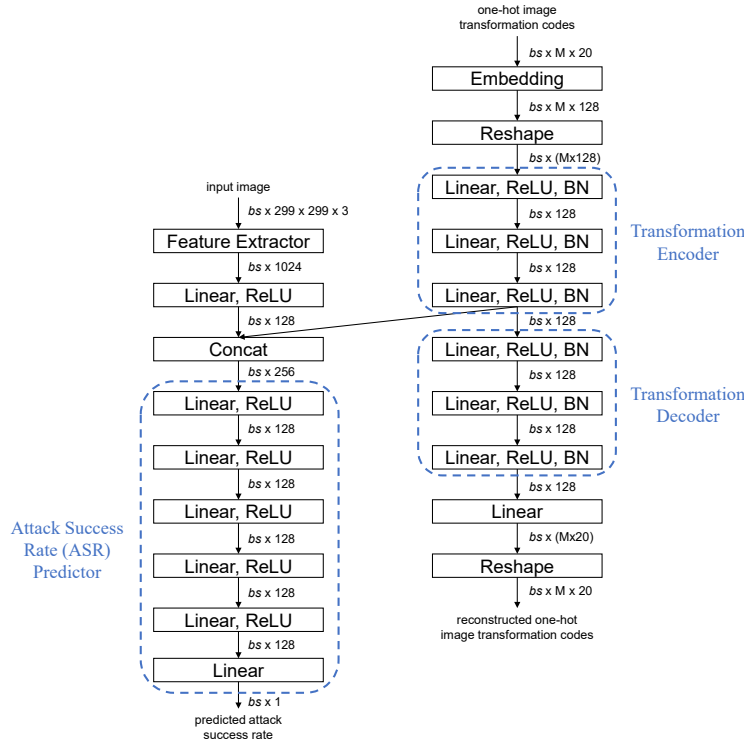 one-hot image
transformation codes
bs x M x 20
Embedding
bs x M x 128
Reshape
bs x (Mx128)
Linear, ReLU, BN
bs x 128
Linear, ReLU, BN
bs x 128
Linear, ReLU, BN
bs x 128
Transformation
Encoder
Linear, ReLU, BN
bs x 128
Linear, ReLU, BN
bs x 128
Linear, ReLU, BN
bs x 128
Transformation
Decoder
Linear
bs x (Mx20)
Reshape
bs x M x 20
reconstructed one-hot
image transformation codes
input image
bs x 299 x 299 x 3
Feature Extractor
bs x 1024
Linear, ReLU
bs x 128
Concat
bs x 256
Linear, ReLU
bs x 128
Linear, ReLU
bs x 128
Linear, ReLU
bs x 128
Linear, ReLU
bs x 128
Linear, ReLU
bs x 128
Linear
bs x 1
predicted attack
success rate
Attack Success
Rate (ASR)
Predictor